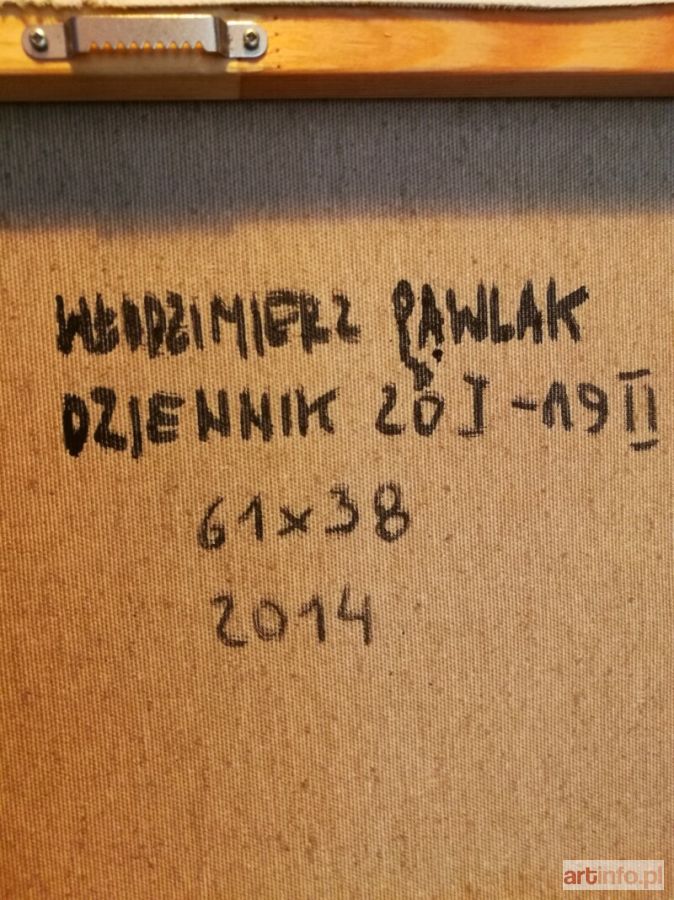 WŁODZIMIERZ PAWLAK
DZIENNIK 20 I - 19 II
61x38
2014
artinfo.pl